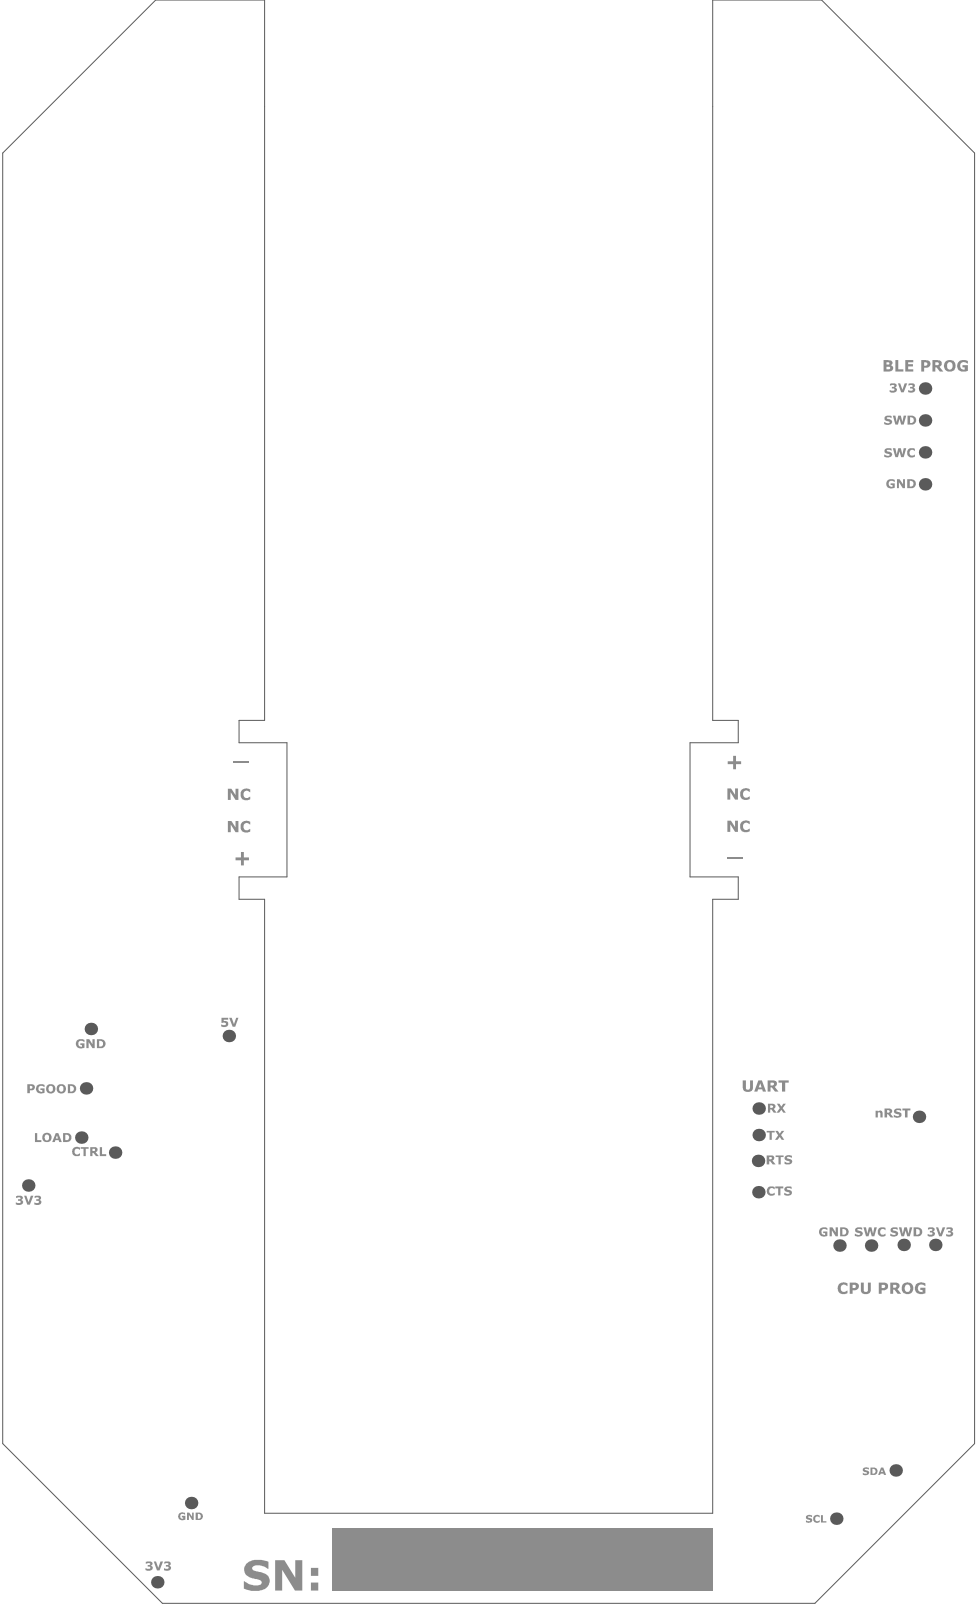 BLE PROG
3V3
SWD
SWC
GND
— +
NC NC
NC NC
+ —
5V
GND
UART
PGOOD
RX
nRST
TX
LOAD
CTRL
RTS
CTS
3V3
GND SWC SWD 3V3
CPU PROG
SDA
GND
SCL
3V3
SN: